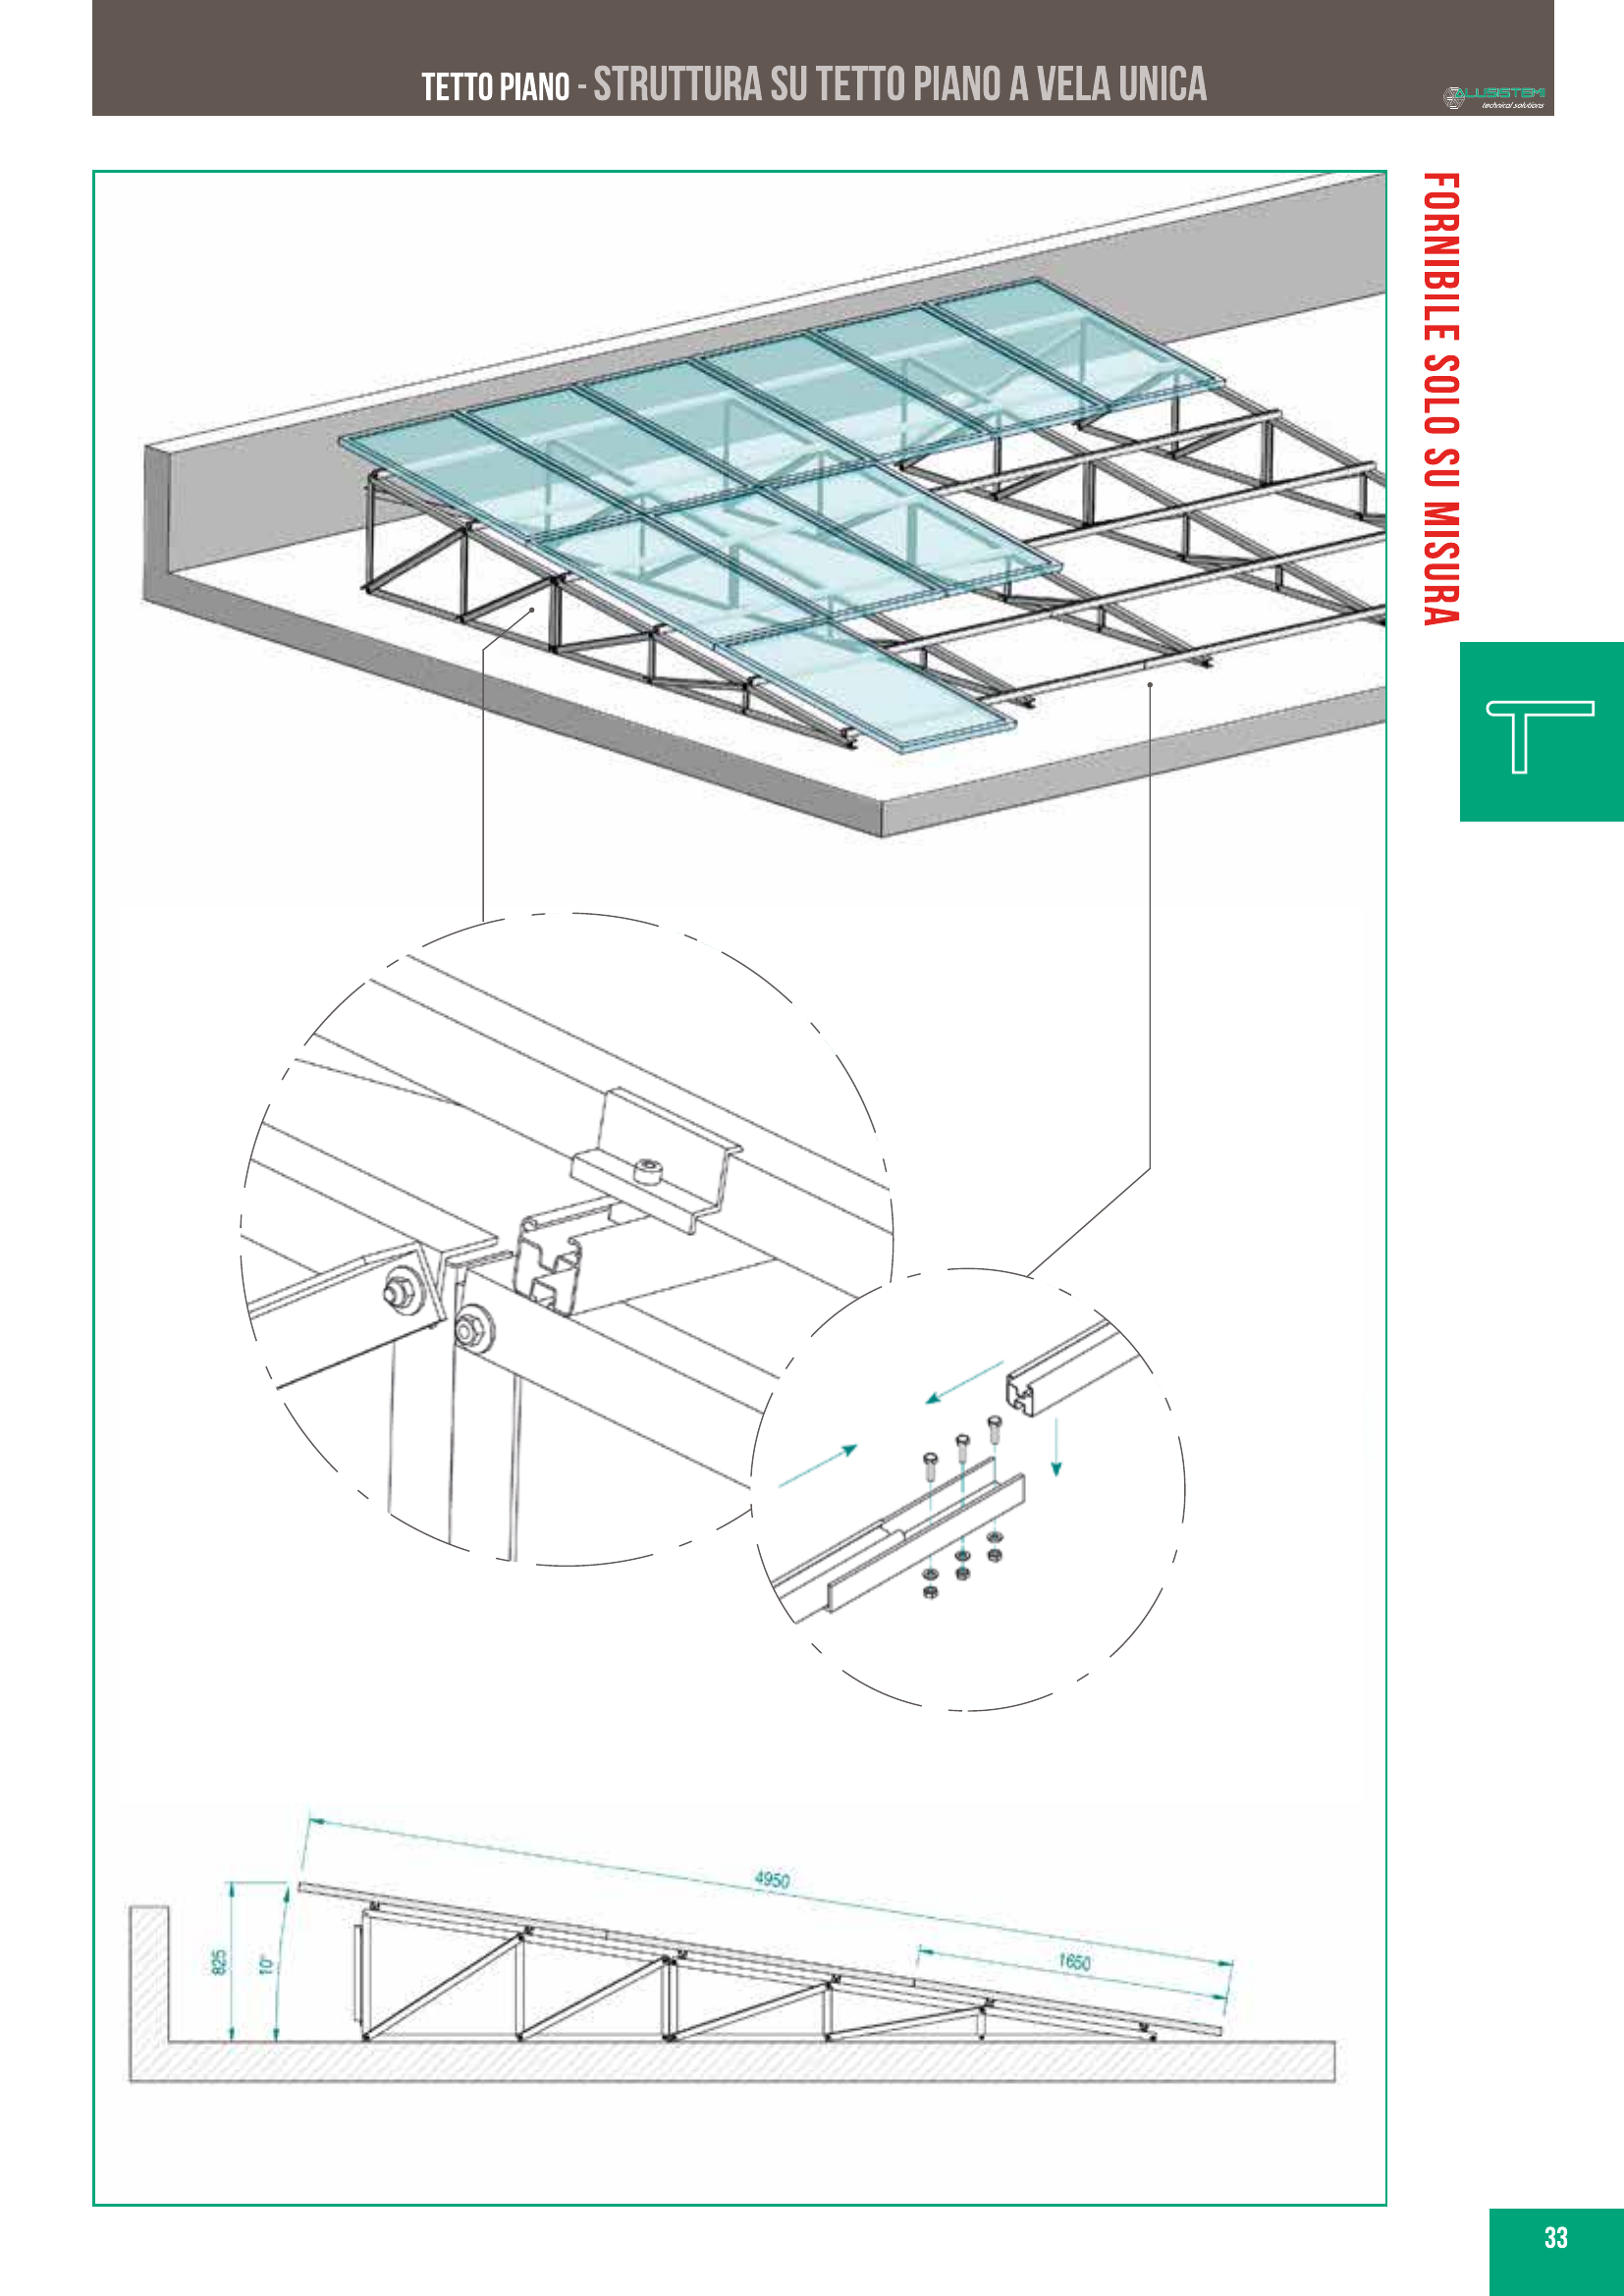 TETTO PIANO - STRUTTURA SU TETTO PIANO A VELA UNICA
ALUSISTEMI
technical solutions
FORNIBILE SOLO SU MISURA
4950
825
10°
1650
33